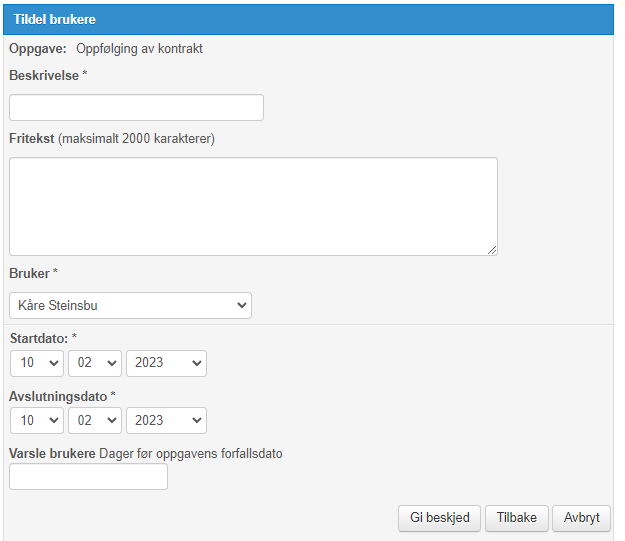 Tildel brukere
Oppgave: Oppfølging av kontrakt
Beskrivelse *
Fritekst (maksimalt 2000 karakterer)
Bruker *
Kåre Steinsbu
Startdato: *
10 02 2023
Avslutningsdato *
10 02 2023
Varsle brukere Dager før oppgavens forfallsdato
Gi beskjed Tilbake Avbryt